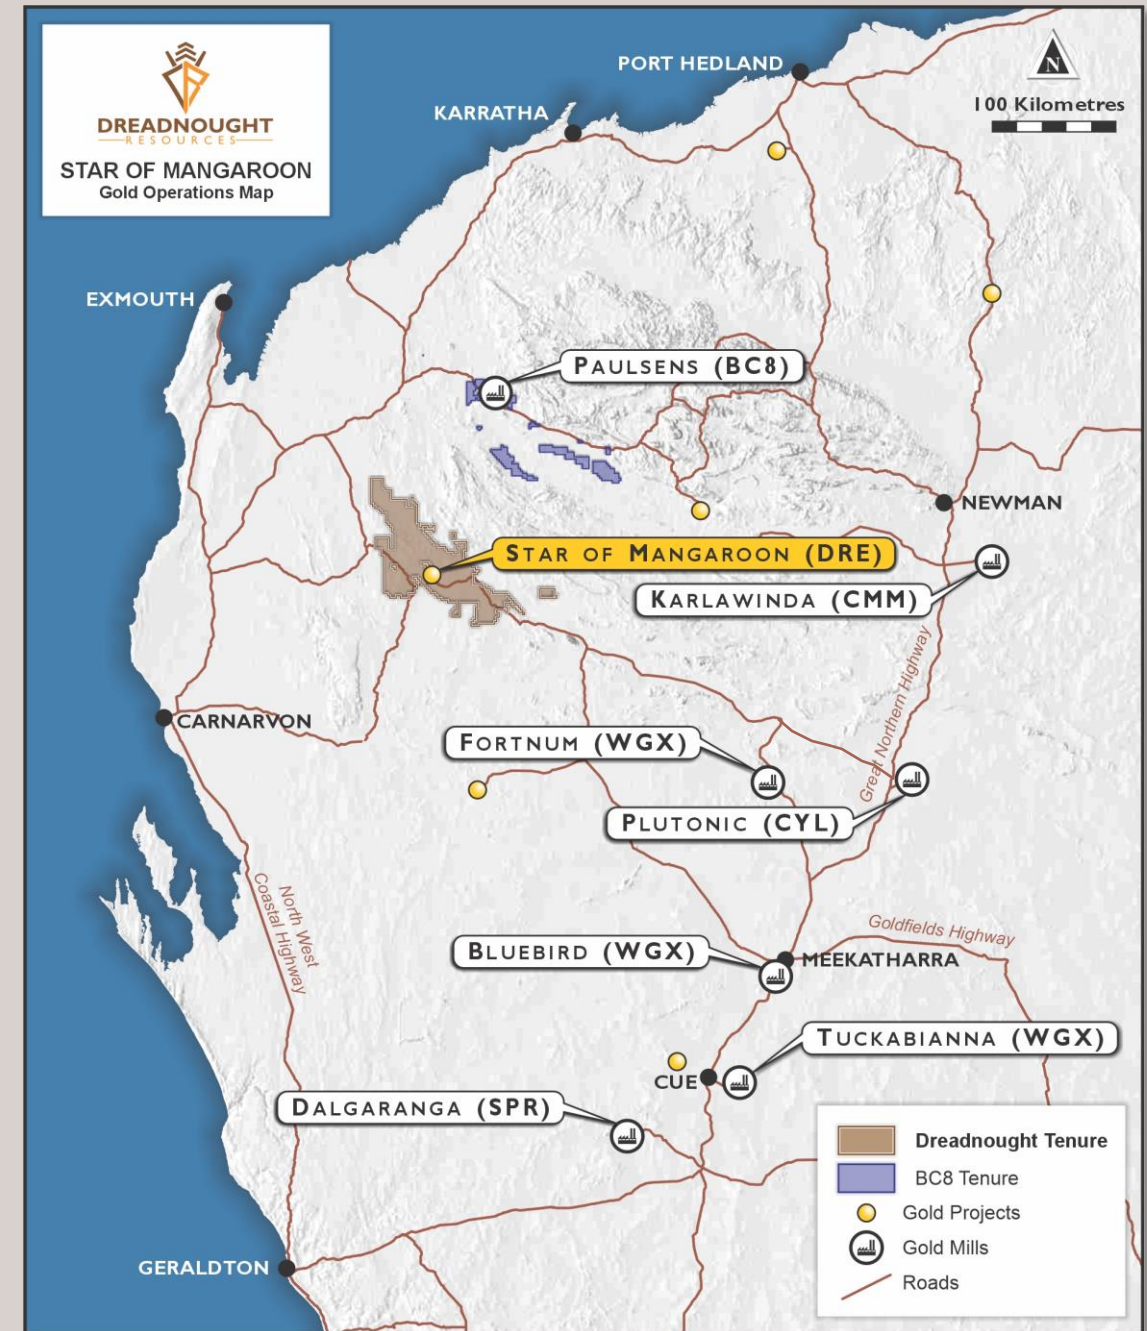 DREADNOUGHT
RESOURCES
STAR OF MANGAROON
Gold Operations Map
PORT HEDLAND
N
100 Kilometres
KARRATHA
EXMOUTH
PAULSENS (BC8)
NEWMAN
STAR OF MANGAROON (DRE)
KARLAWINDA (CMM)
Great Northern Highway
CARNARVON
FORTNUM (WGX)
PLUTONIC (CYL)
North West
Coastal Highway
Goldfields Highway
BLUEBIRD (WGX)
MEEKATHARRA
TUCKABIANNA (WGX)
CUE
DALGARANGA (SPR)
GERALDTON
Dreadnought Tenure
BC8 Tenure
Gold Projects
Gold Mills
Roads